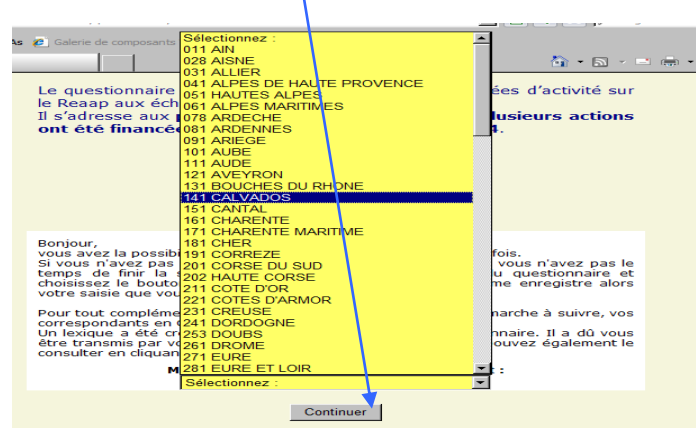 As Galerie de composants
Sélectionnez :
011 AIN
028 AISNE
031 ALLIER
041 ALPES DE HAUTE PROVENCE
051 HAUTES ALPES
061 ALPES MARITIMES
078 ARDECHE
081 ARDENNES
091 ARIEGE
101 AUBE
111 AUDE
121 AVEYRON
131 BOUCHES DU RHONE
141 CALVADOS
151 CANTAL
161 CHARENTE
171 CHARENTE MARITIME
181 CHER
191 CORREZE
201 CORSE DU SUD
202 HAUTE CORSE
211 COTE D'OR
221 COTES D'ARMOR
231 CREUSE
241 DORDOGNE
253 DOUBS
261 DROME
271 EURE
281 EURE ET LOIR
Sélectionnez :
Le questionnaire ées d'activité sur
le Reaap aux éch
Il s'adresse aux lusieurs actions
ont été financé 4.
Bonjour,
vous avez la possibi fois.
Si vous n'avez pas vous n'avez pas le
temps de finir la u questionnaire et
choisissez le bouto me enregistre alors
votre saisie que vou
Pour tout compléme marche à suivre, vos
correspondants en
Un lexique a été cr nnaire. Il a dû vous
être transmis par v ouvez également le
consulter en cliquan
M :
Continuer